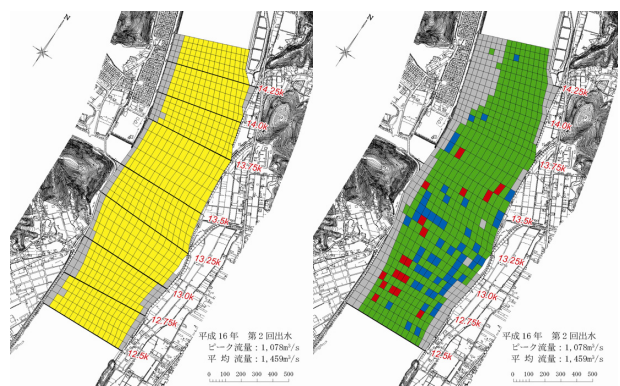 N
14.25k
14.0k
13.75k
13.5k
13.25k
13.0k
12.75k
12.5k
平成16年 第2回出水
ピーク流量：1,078m³/s
平 均 流量：1,459m³/s
0 100 200 300 400 500
N
14.25k
14.0k
13.75k
13.5k
13.25k
13.0k
12.75k
12.5k
平成16年 第2回出水
ピーク流量：1,078m³/s
平 均 流量：1,459m³/s
0 100 200 300 400 500